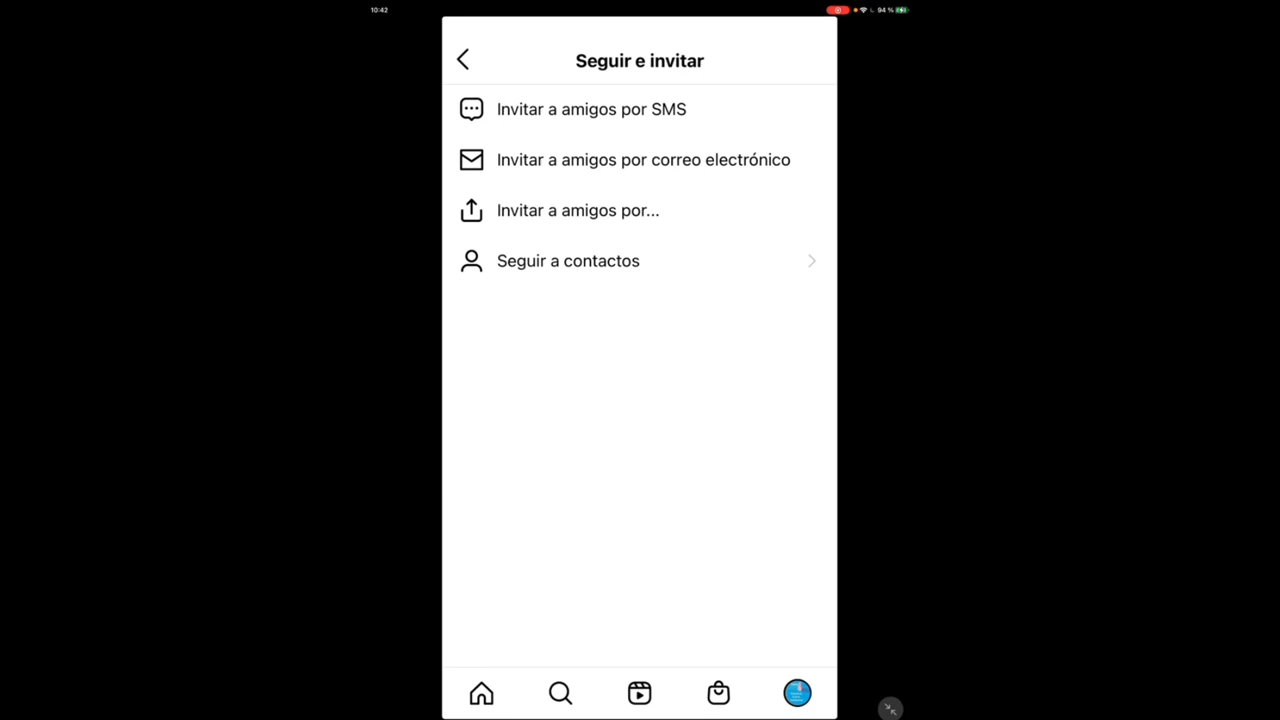 10:42
94 %
Seguir e invitar
Invitar a amigos por SMS
Invitar a amigos por correo electrónico
Invitar a amigos por...
Seguir a contactos